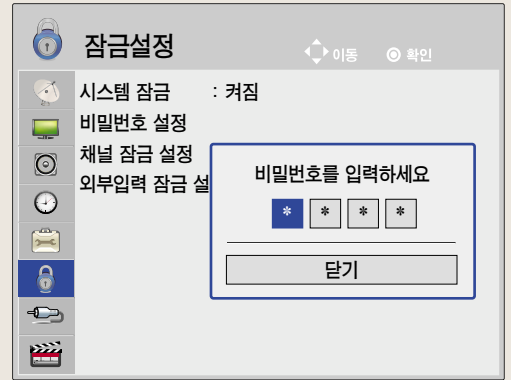 잠금설정
이동 ◉ 확인
시스템 잠금 : 켜짐
비밀번호 설정
채널 잠금 설정
외부입력 잠금 설
비밀번호를 입력하세요
* * * *
닫기